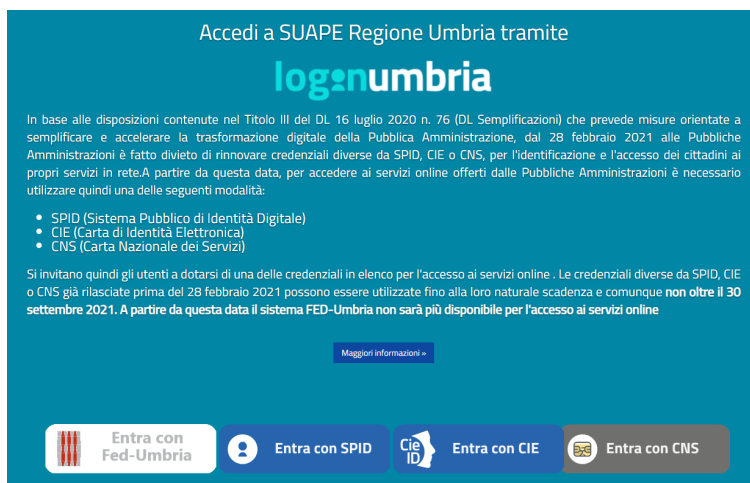 Accedi a SUAPE Regione Umbria tramite
loginumbria
In base alle disposizioni contenute nel Titolo III del DL 16 luglio 2020 n. 76 (DL Semplificazioni) che prevede misure orientate a
semplificare e accelerare la trasformazione digitale della Pubblica Amministrazione, dal 28 febbraio 2021 alle Pubbliche
Amministrazioni è fatto divieto di rinnovare credenziali diverse da SPID, CIE o CNS, per l'identificazione e l'accesso dei cittadini ai
propri servizi in rete.A partire da questa data, per accedere ai servizi online offerti dalle Pubbliche Amministrazioni è necessario
utilizzare quindi una delle seguenti modalità:
• SPID (Sistema Pubblico di Identità Digitale)
• CIE (Carta di Identità Elettronica)
• CNS (Carta Nazionale dei Servizi)
Si invitano quindi gli utenti a dotarsi di una delle credenziali in elenco per l'accesso ai servizi online . Le credenziali diverse da SPID, CIE
o CNS già rilasciate prima del 28 febbraio 2021 possono essere utilizzate fino alla loro naturale scadenza e comunque non oltre il 30
settembre 2021. A partire da questa data il sistema FED-Umbria non sarà più disponibile per l'accesso ai servizi online
Maggiori informazioni »
Entra con
Fed-Umbria
Entra con SPID
Cie
ID
Entra con CIE
Entra con CNS